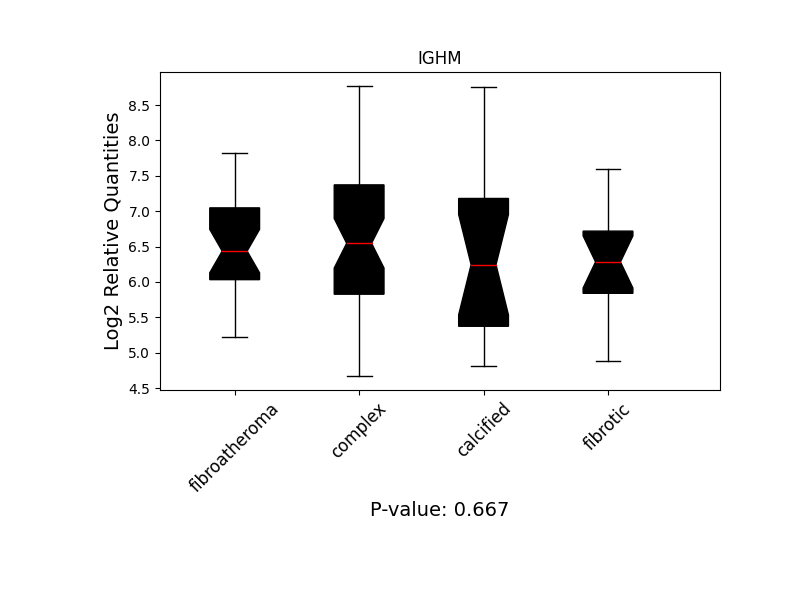 IGHM
Log2 Relative Quantities
8.5
8.0
7.5
7.0
6.5
6.0
5.5
5.0
4.5
fibroatheroma
complex
calcified
fibrotic
P-value: 0.667